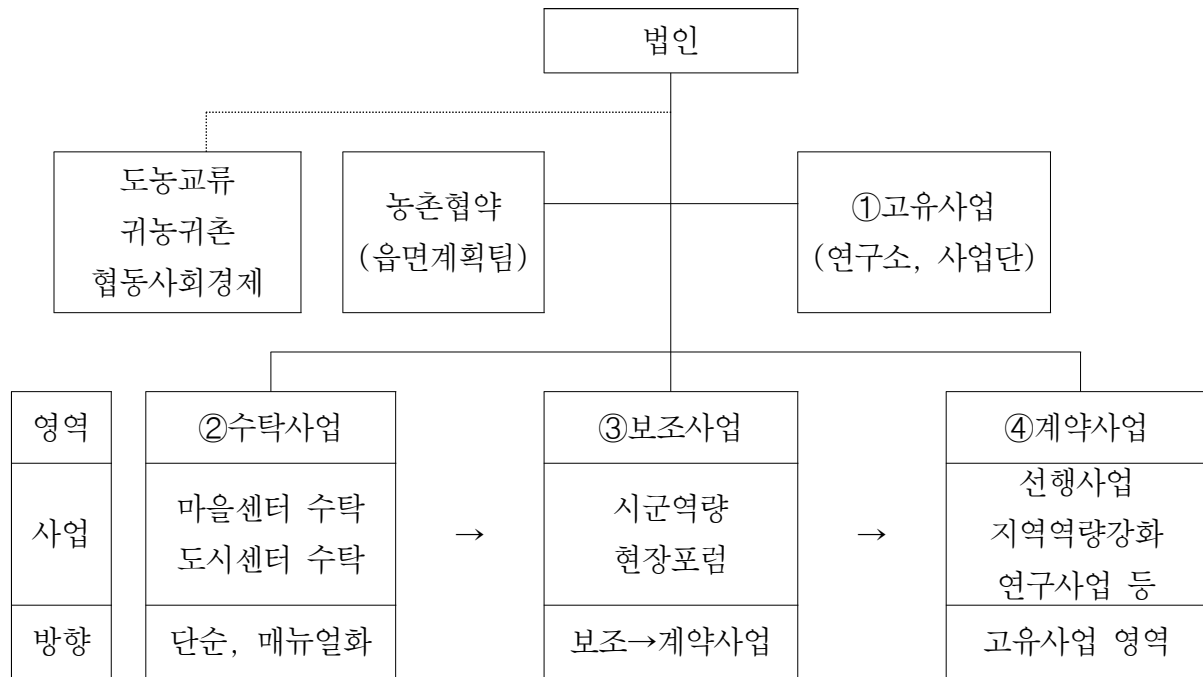 법인
도농교류
귀농귀촌
협동사회경제
농촌협약
(읍면계획팀)
①고유사업
(연구소, 사업단)
영역
②수탁사업
③보조사업
④계약사업
사업
마을센터 수탁
도시센터 수탁
→
시군역량
현장포럼
→
선행사업
지역역량강화
연구사업 등
방향
단순, 매뉴얼화
보조→계약사업
고유사업 영역